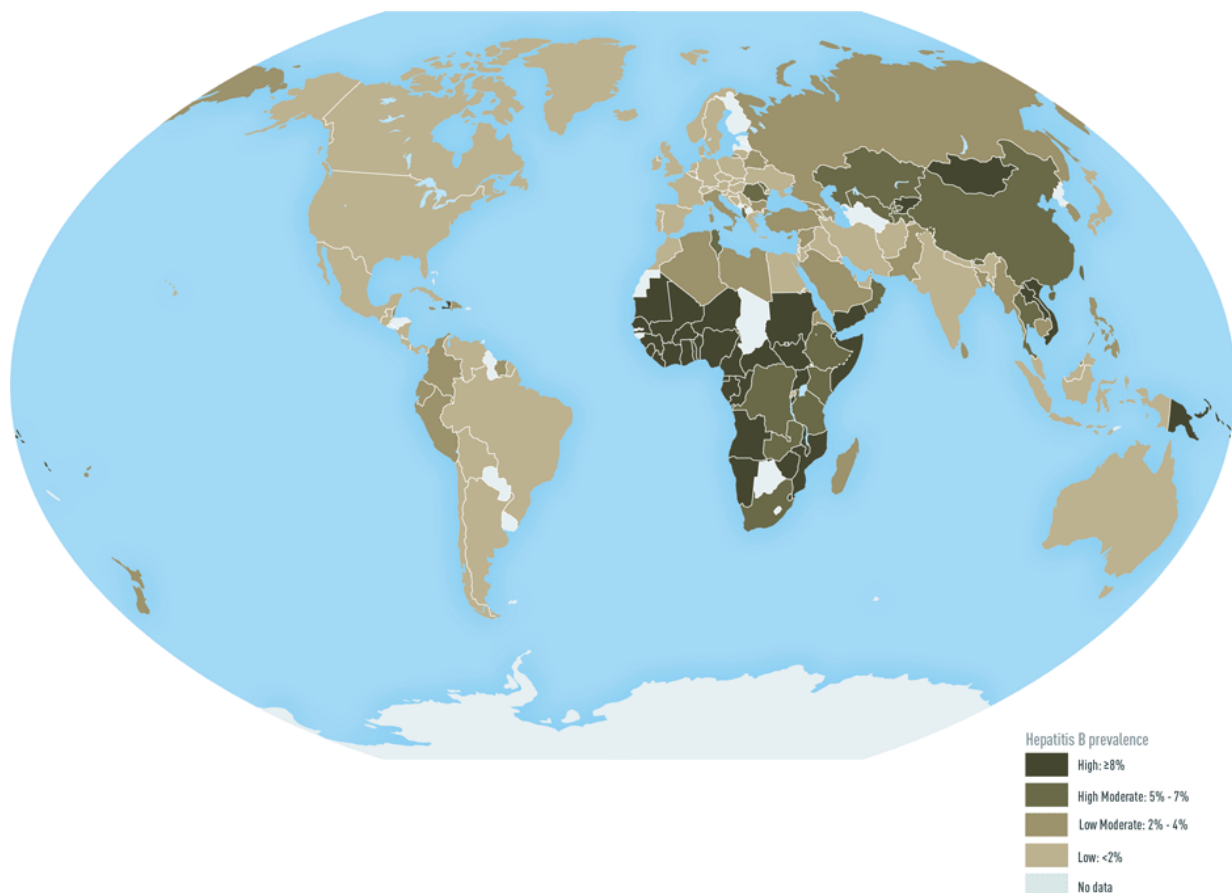 Hepatitis B prevalence
High: ≥8%
High Moderate: 5% - 7%
Low Moderate: 2% - 4%
Low: <2%
No data